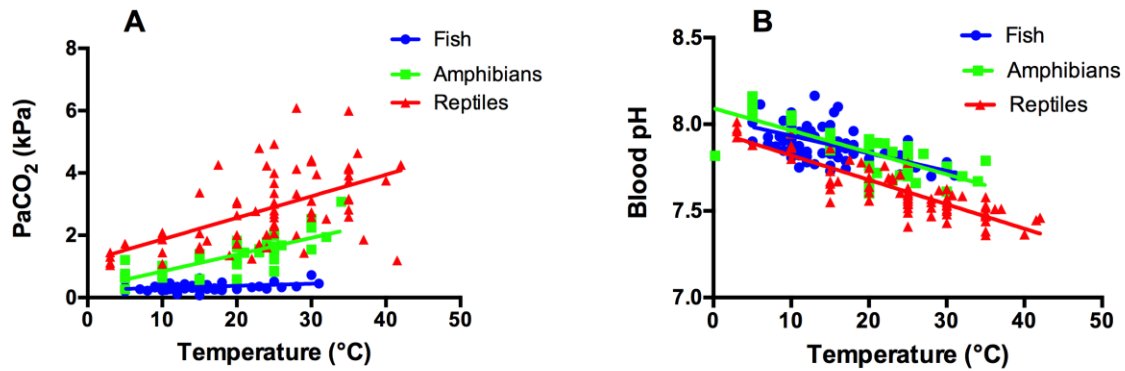 A
PaCO₂ (kPa)
8
6
4
2
0
0 10 20 30 40 50
Temperature (°C)
Fish
Amphibians
Reptiles
B
Blood pH
8.5
8.0
7.5
7.0
0 10 20 30 40 50
Temperature (°C)
Fish
Amphibians
Reptiles